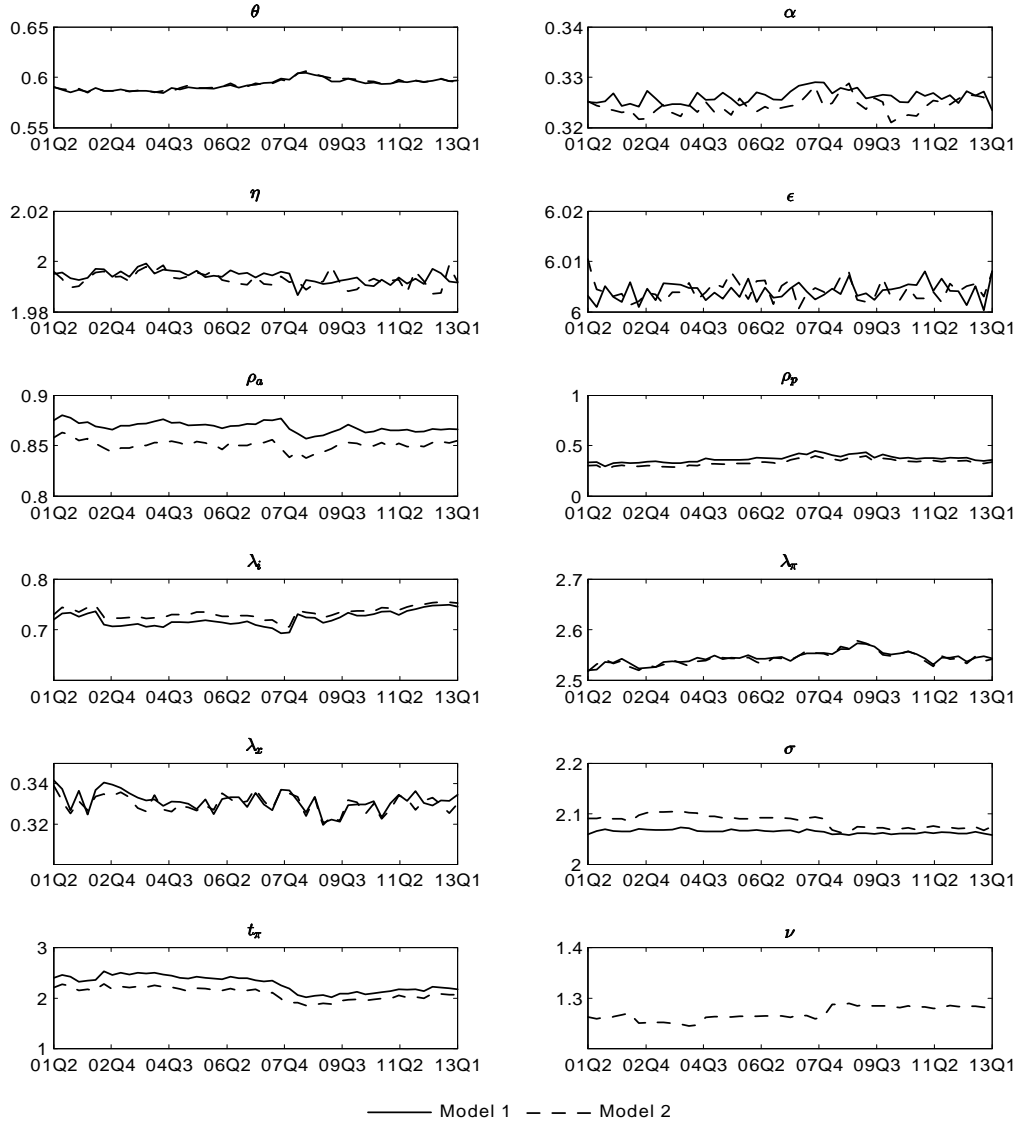 θ
0.65
0.6
0.55
01Q2 02Q4 04Q3 06Q2 07Q4 09Q3 11Q2 13Q1
α
0.34
0.33
0.32
01Q2 02Q4 04Q3 06Q2 07Q4 09Q3 11Q2 13Q1
η
2.02
2
1.98
01Q2 02Q4 04Q3 06Q2 07Q4 09Q3 11Q2 13Q1
ϵ
6.02
6.01
6
01Q2 02Q4 04Q3 06Q2 07Q4 09Q3 11Q2 13Q1
ρa
0.9
0.85
0.8
01Q2 02Q4 04Q3 06Q2 07Q4 09Q3 11Q2 13Q1
ρp
1
0.5
0
01Q2 02Q4 04Q3 06Q2 07Q4 09Q3 11Q2 13Q1
λi
0.8
0.7
01Q2 02Q4 04Q3 06Q2 07Q4 09Q3 11Q2 13Q1
λπ
2.7
2.6
2.5
01Q2 02Q4 04Q3 06Q2 07Q4 09Q3 11Q2 13Q1
λx
0.34
0.32
01Q2 02Q4 04Q3 06Q2 07Q4 09Q3 11Q2 13Q1
σ
2.2
2.1
2
01Q2 02Q4 04Q3 06Q2 07Q4 09Q3 11Q2 13Q1
tπ
3
2
1
01Q2 02Q4 04Q3 06Q2 07Q4 09Q3 11Q2 13Q1
ν
1.4
1.3
01Q2 02Q4 04Q3 06Q2 07Q4 09Q3 11Q2 13Q1
Model 1 Model 2